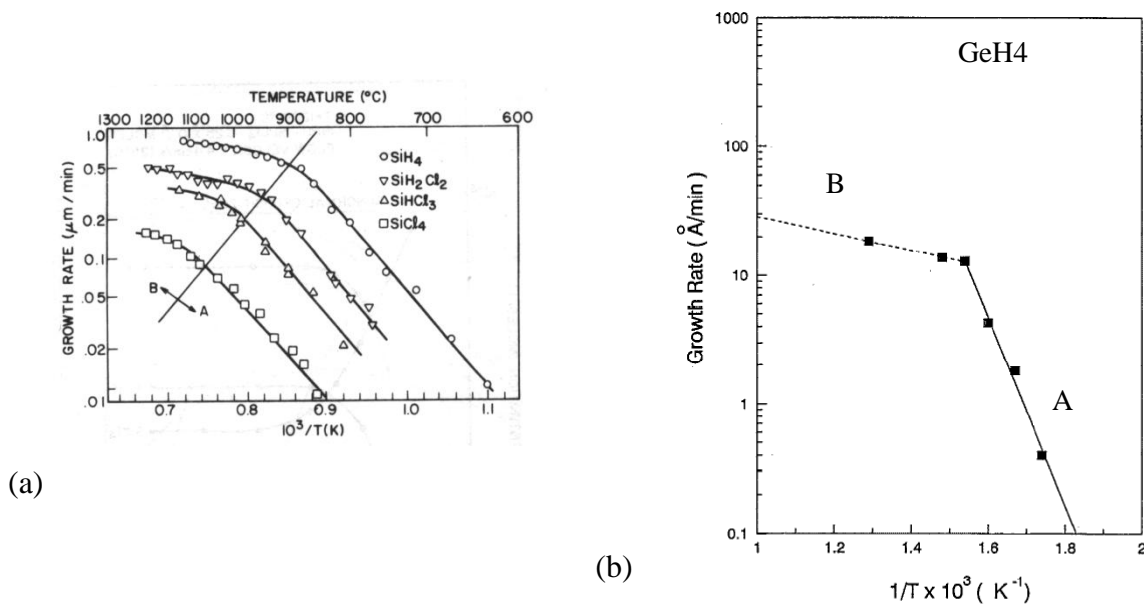 TEMPERATURE (°C)
1300 1200 1100 1000 900 800 700 600
1.0
0.5
0.2
0.1
.05
.02
.01
GROWTH RATE (μm/min)
SiH₄
SiH₂Cl₂
SiHCl₃
SiCl₄
B
A
0.7 0.8 0.9 1.0 1.1
10³/T(K)
(a)
1000
100
10
1
0.1
Growth Rate (Å/min)
GeH4
B
A
1 1.2 1.4 1.6 1.8 2
1/T x 10³ ( K⁻¹)
(b)